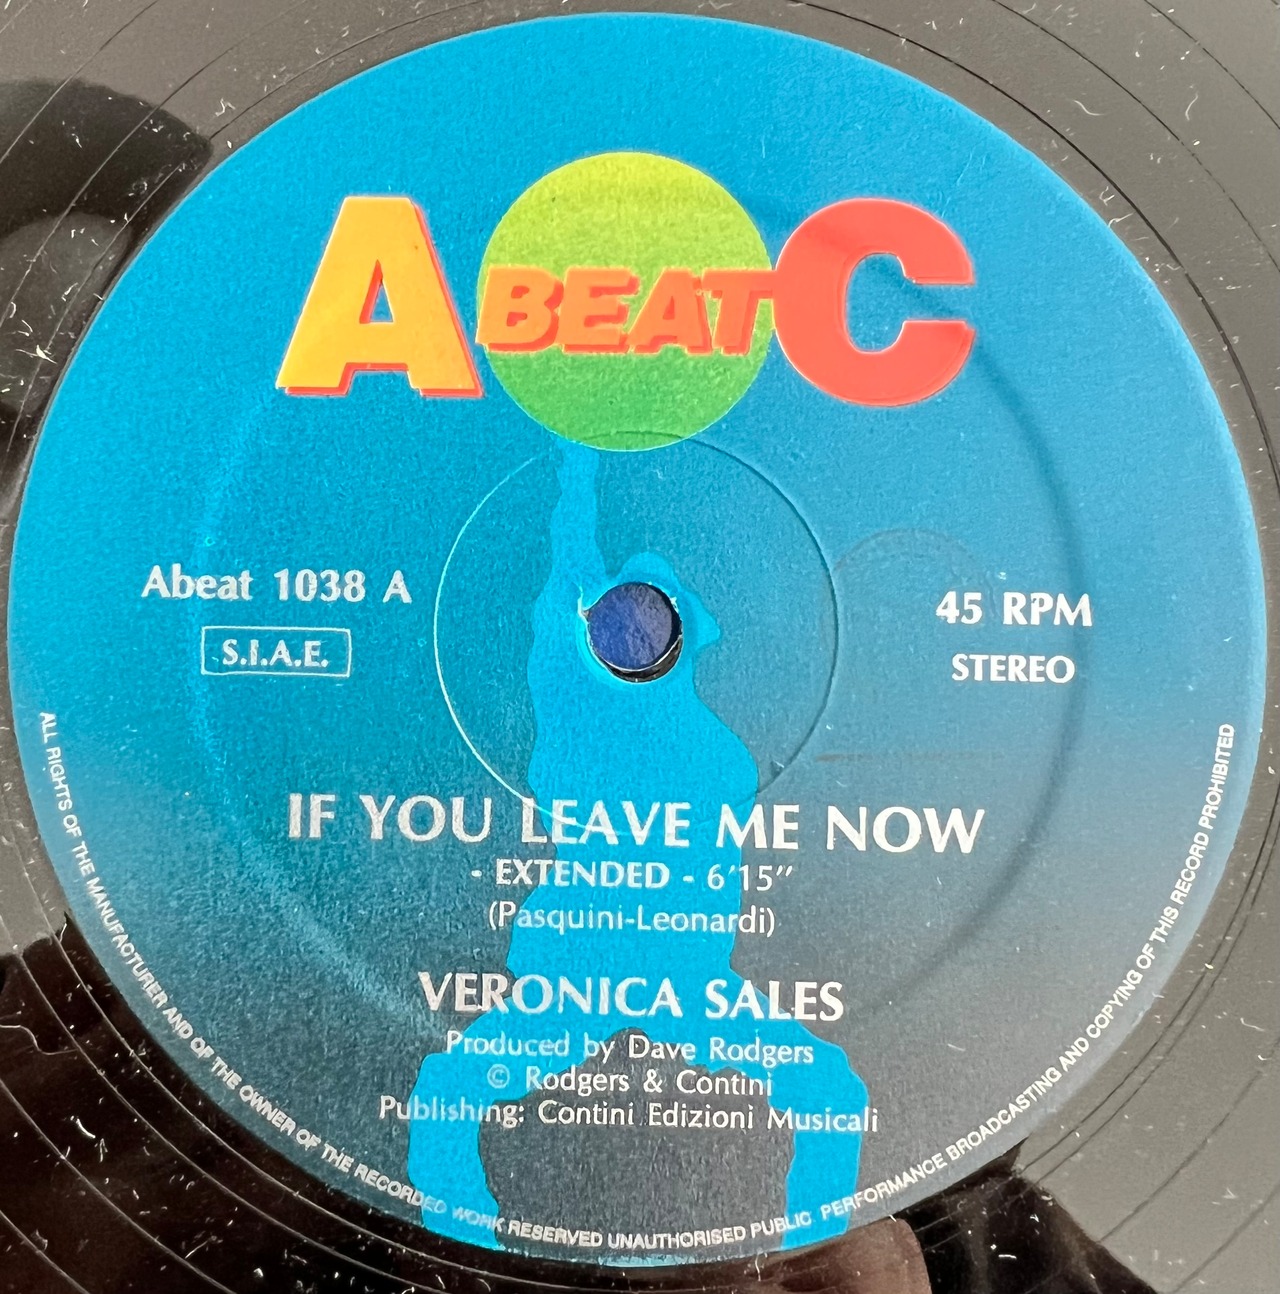 A BEAT C
Abeat 1038 A
S.I.A.E.
45 RPM
STEREO
IF YOU LEAVE ME NOW
- EXTENDED - 6'15"
(Pasquini-Leonardi)
VERONICA SALES
Produced by Dave Rodgers
© Rodgers & Contini
Publishing: Contini Edizioni Musicali
ALL RIGHTS OF THE MANUFACTURER AND OF THE OWNER OF THE RECORDED WORK RESERVED UNAUTHORISED PUBLIC PERFORMANCE BROADCASTING AND COPYING OF THIS RECORD PROHIBITED